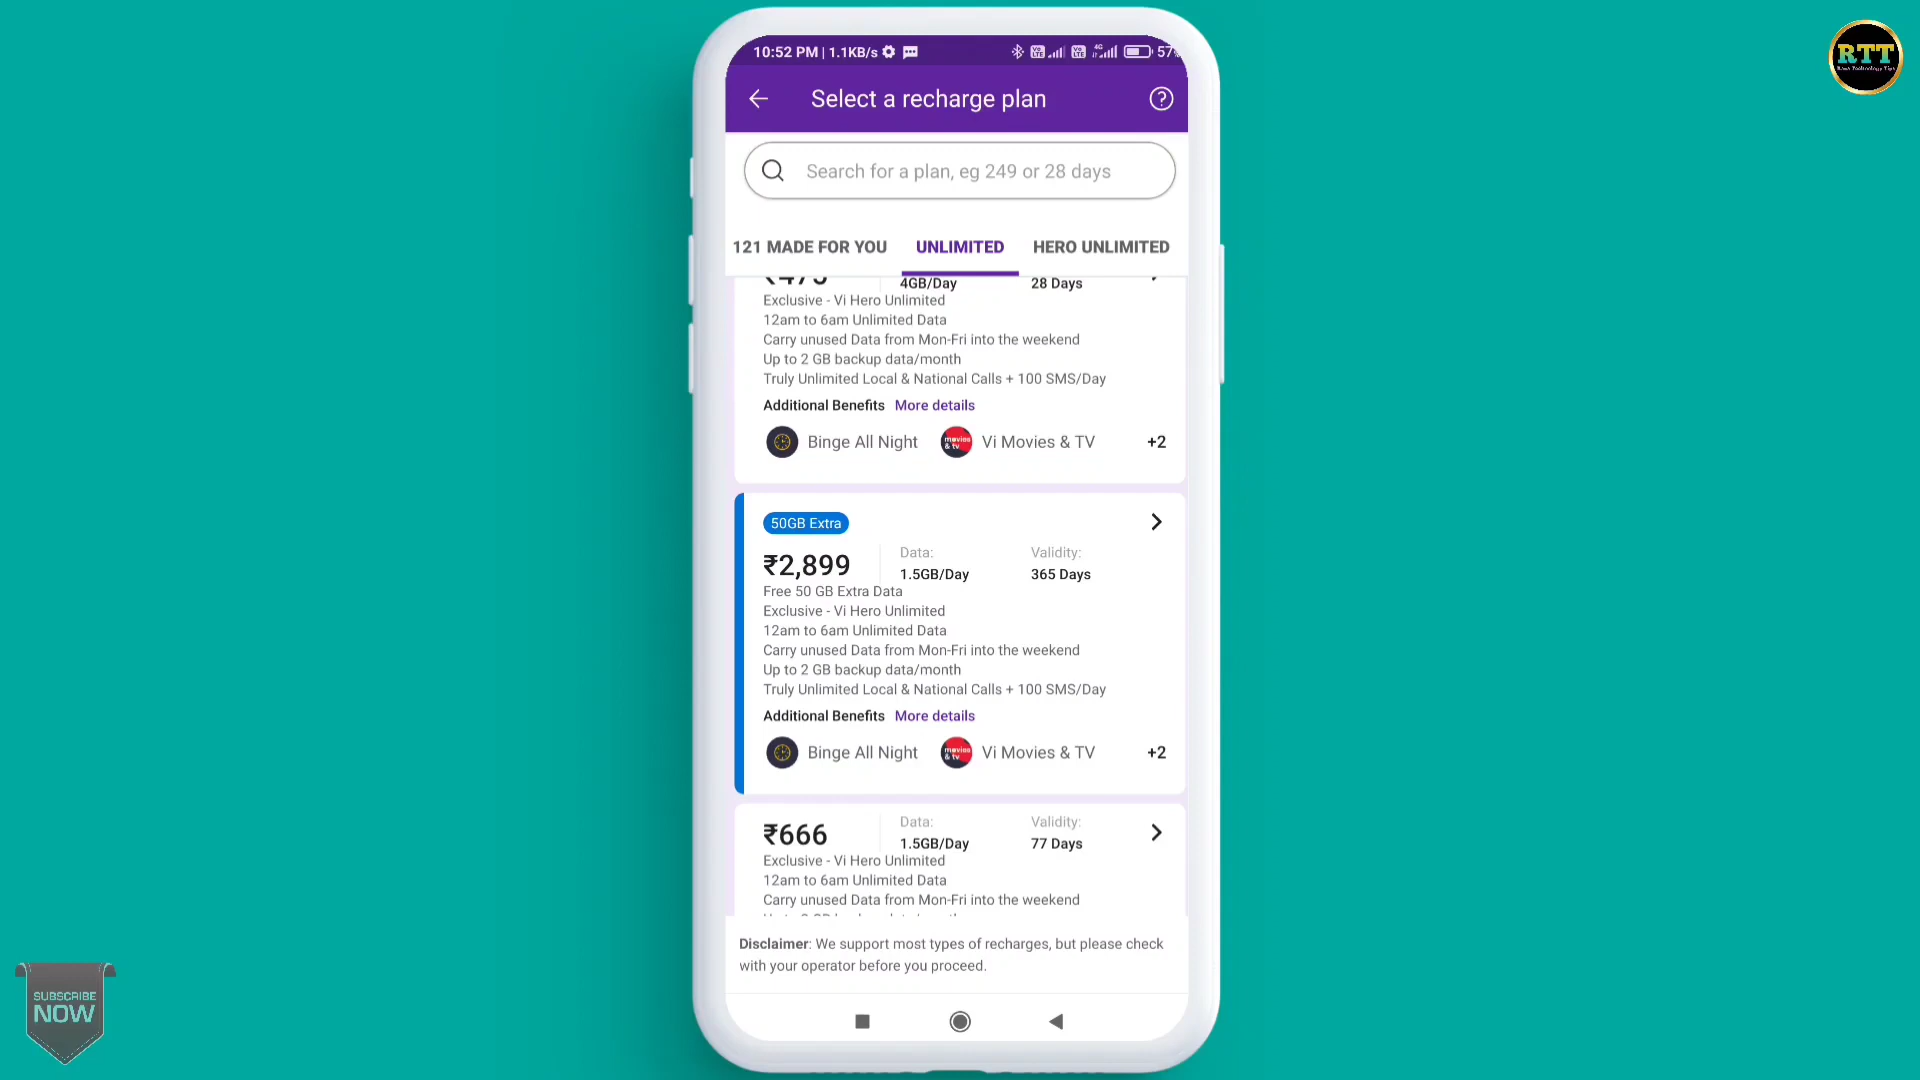 10:52 PM | 1.1KB/s 4G 57%
RTT
Select a recharge plan
Search for a plan, eg 249 or 28 days
121 MADE FOR YOU UNLIMITED HERO UNLIMITED
₹475 4GB/Day 28 Days
Exclusive - Vi Hero Unlimited
12am to 6am Unlimited Data
Carry unused Data from Mon-Fri into the weekend
Up to 2 GB backup data/month
Truly Unlimited Local & National Calls + 100 SMS/Day
Additional Benefits More details
Binge All Night movies & tv Vi Movies & TV +2
50GB Extra
Data: Validity:
₹2,899 1.5GB/Day 365 Days
Free 50 GB Extra Data
Exclusive - Vi Hero Unlimited
12am to 6am Unlimited Data
Carry unused Data from Mon-Fri into the weekend
Up to 2 GB backup data/month
Truly Unlimited Local & National Calls + 100 SMS/Day
Additional Benefits More details
Binge All Night movies & tv Vi Movies & TV +2
Data: Validity:
₹666 1.5GB/Day 77 Days
Exclusive - Vi Hero Unlimited
12am to 6am Unlimited Data
Carry unused Data from Mon-Fri into the weekend
Disclaimer: We support most types of recharges, but please check
with your operator before you proceed.
SUBSCRIBE
NOW